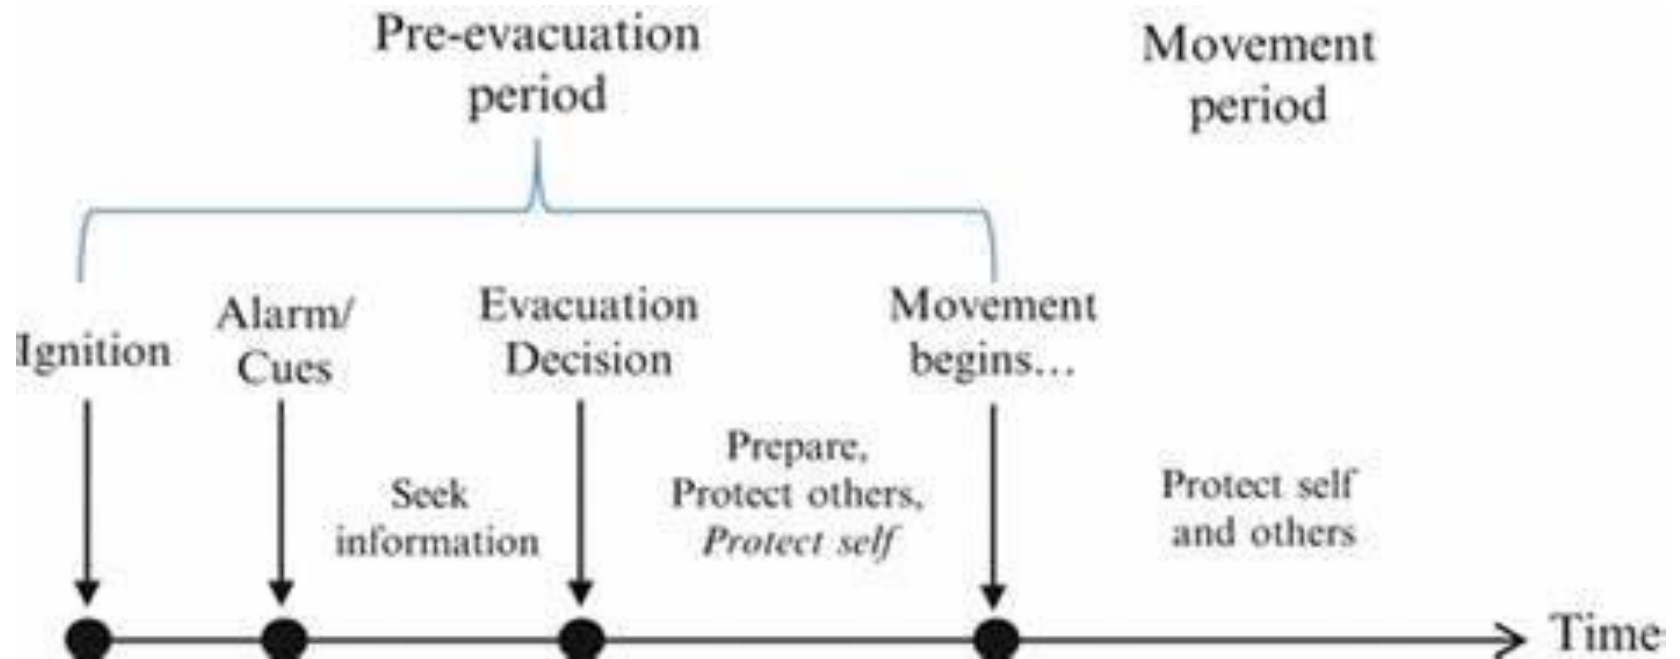 Pre-evacuation
period
Movement
period
Ignition
Alarm/
Cues
Evacuation
Decision
Movement
begins...
Seek
information
Prepare,
Protect others,
Protect self
Protect self
and others
Time